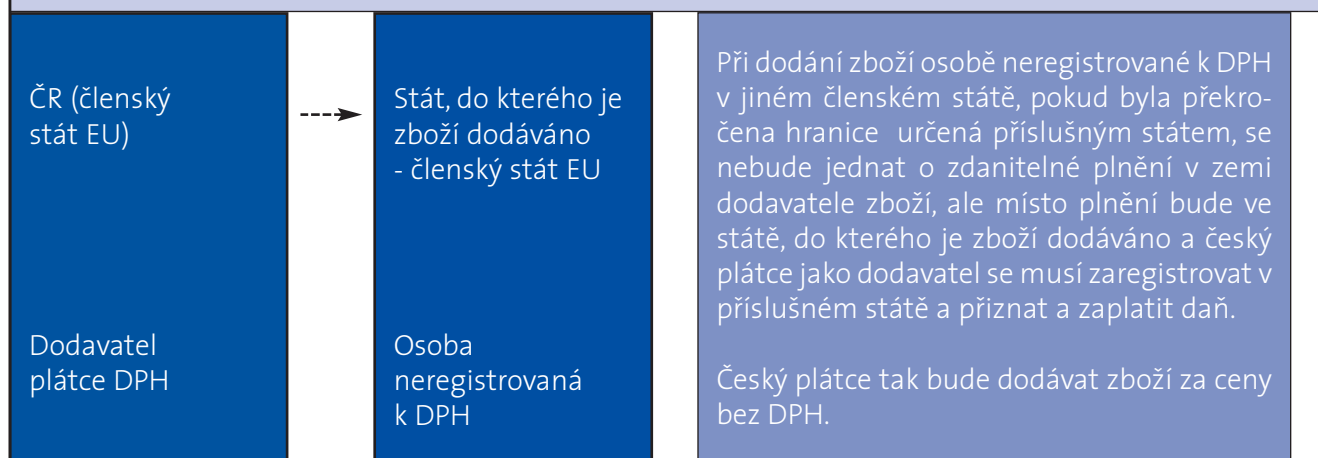 ČR (členský
stát EU)
Dodavatel
plátce DPH
Stát, do kterého je
zboží dodáváno
- členský stát EU
Osoba
neregistrovaná
k DPH
Při dodání zboží osobě neregistrované k DPH
v jiném členském státě, pokud byla překro-
čena hranice určená příslušným státem, se
nebude jednat o zdanitelné plnění v zemi
dodavatele zboží, ale místo plnění bude ve
státě, do kterého je zboží dodáváno a český
plátce jako dodavatel se musí zaregistrovat v
příslušném státě a přiznat a zaplatit daň.
Český plátce tak bude dodávat zboží za ceny
bez DPH.